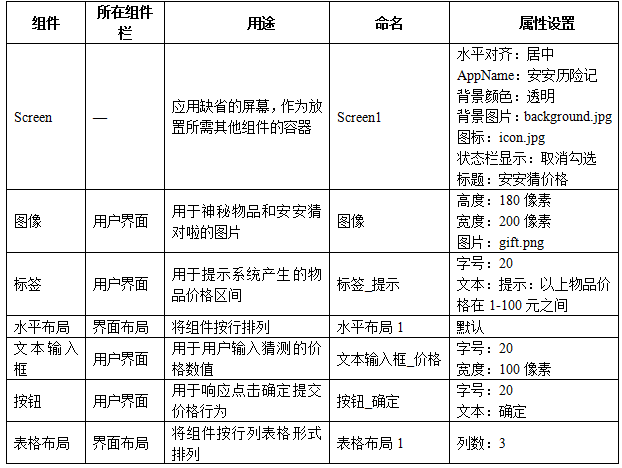 组件
所在组件
栏
用途
命名
属性设置
Screen
—
应用缺省的屏幕，作为放
置所需其他组件的容器
Screen1
水平对齐：居中
AppName：安安历险记
背景颜色：透明
背景图片：background.jpg
图标：icon.jpg
状态栏显示：取消勾选
标题：安安猜价格
图像
用户界面
用于神秘物品和安安猜
对啦的图片
图像
高度：180 像素
宽度：200 像素
图片：gift.png
标签
用户界面
用于提示系统产生的物
品价格区间
标签_提示
字号：20
文本：提示：以上物品价
格在 1-100 元之间
水平布局
界面布局
将组件按行排列
水平布局 1
默认
文本输入
框
用户界面
用于用户输入猜测的价
格数值
文本输入框_价格
字号：20
宽度：100 像素
按钮
用户界面
用于响应点击确定提交
价格行为
按钮_确定
字号：20
文本：确定
表格布局
界面布局
将组件按行列表格形式
排列
表格布局 1
列数：3